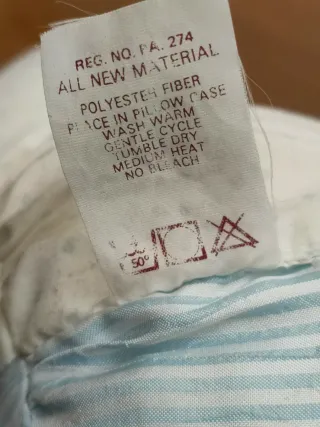 REG. NO. PA. 274
ALL NEW MATERIAL
POLYESTER FIBER
PLACE IN PILLOW CASE
WASH WARM
GENTLE CYCLE
TUMBLE DRY
MEDIUM HEAT
NO BLEACH
50°